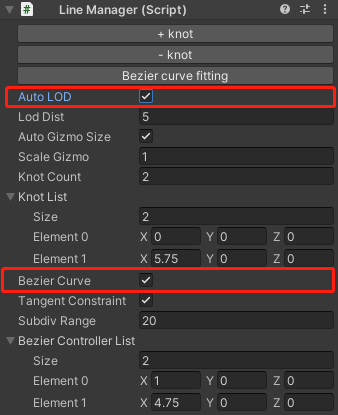 Line Manager (Script)
+ knot
- knot
Bezier curve fitting
Auto LOD
Lod Dist 5
Auto Gizmo Size
Scale Gizmo 1
Knot Count 2
Knot List
Size 2
Element 0 X 0 Y 0 Z 0
Element 1 X 5.75 Y 0 Z 0
Bezier Curve
Tangent Constraint
Subdiv Range 20
Bezier Controller List
Size 2
Element 0 X 1 Y 0 Z 0
Element 1 X 4.75 Y 0 Z 0